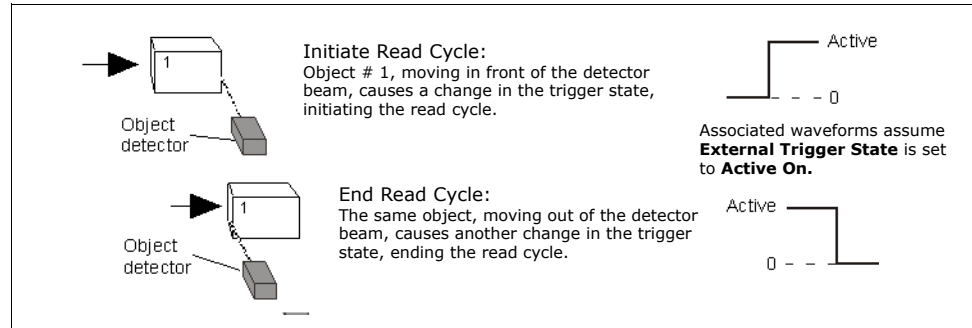 1
Object
detector
Initiate Read Cycle:
Object # 1, moving in front of the detector
beam, causes a change in the trigger state,
initiating the read cycle.
Active
0
Associated waveforms assume
External Trigger State is set
to Active On.
1
Object
detector
End Read Cycle:
The same object, moving out of the detector
beam, causes another change in the trigger
state, ending the read cycle.
Active
0